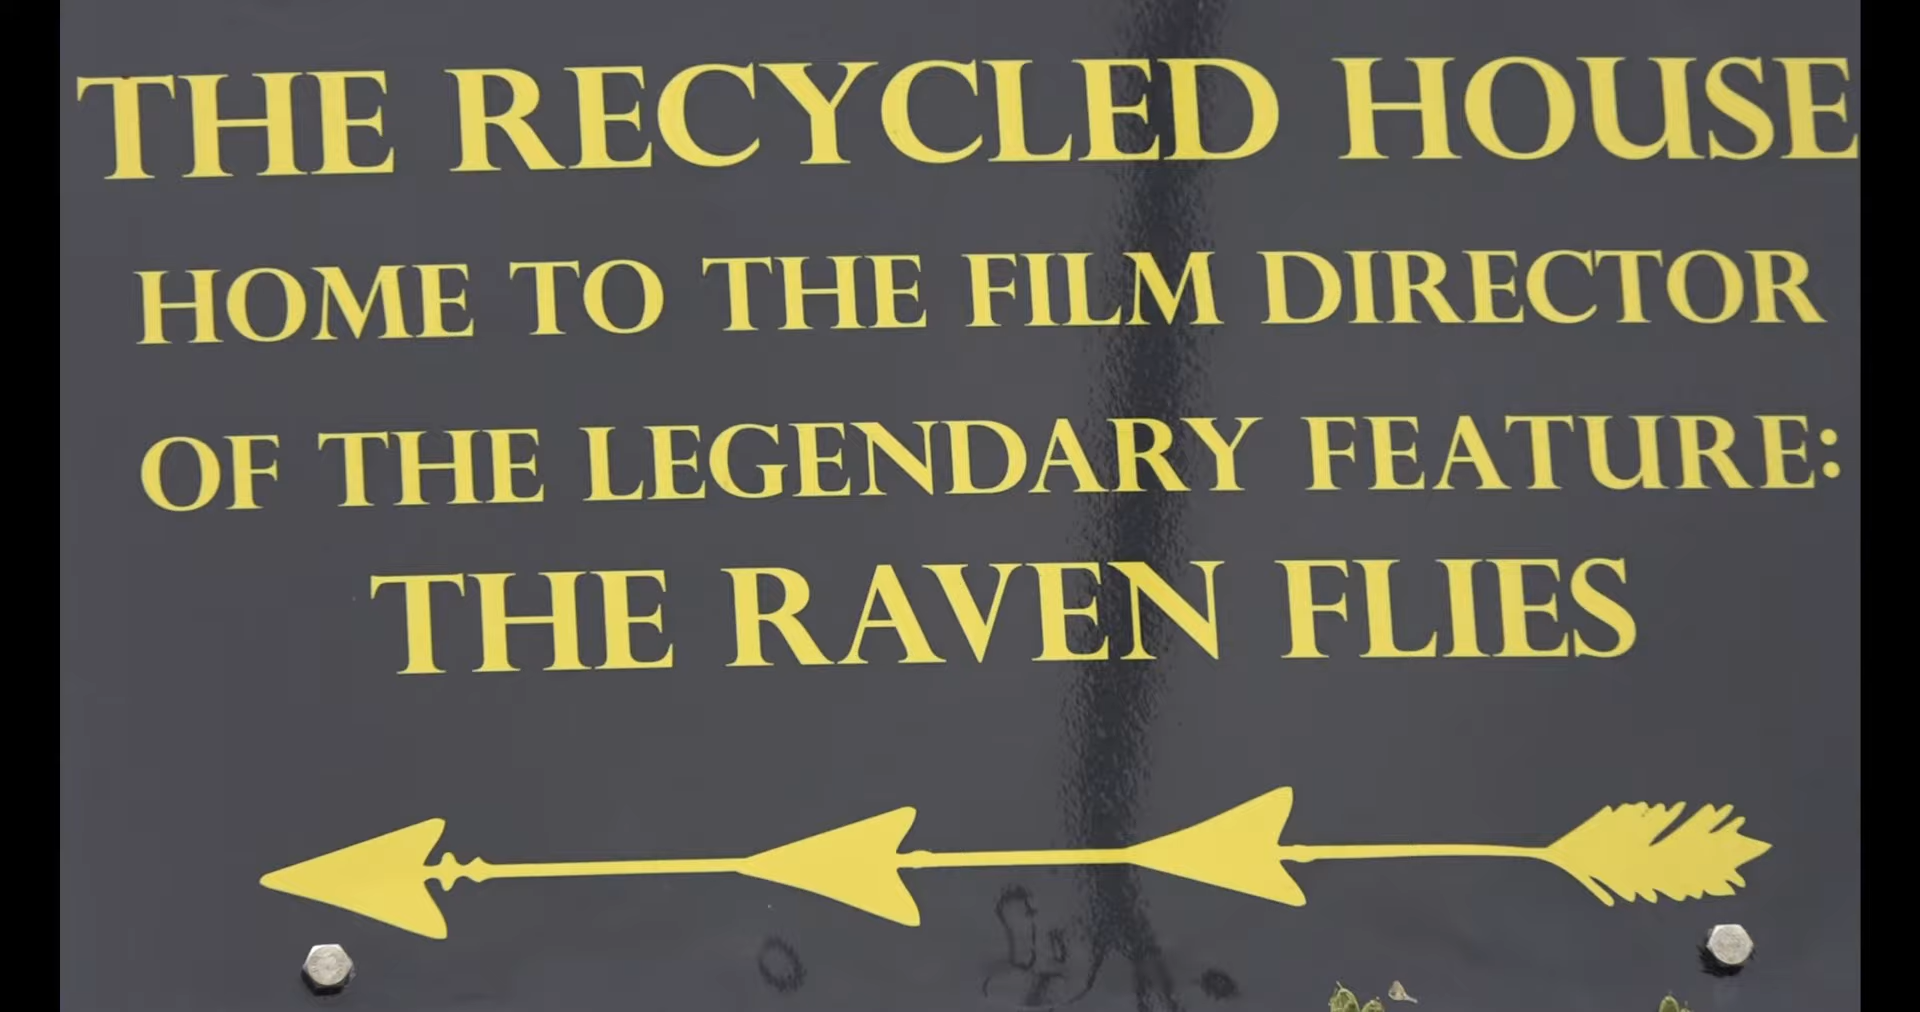 THE RECYCLED HOUSE
HOME TO THE FILM DIRECTOR
OF THE LEGENDARY FEATURE:
THE RAVEN FLIES